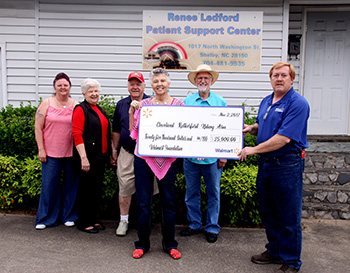 Renee Ledford
Patient Support Center
1017 North Washington St
Shelby, NC 28150
Cleveland Rutherford Kidney Assn
Twenty-five Thousand Dollars and
25,000.00
Walmart Foundation
Walmart